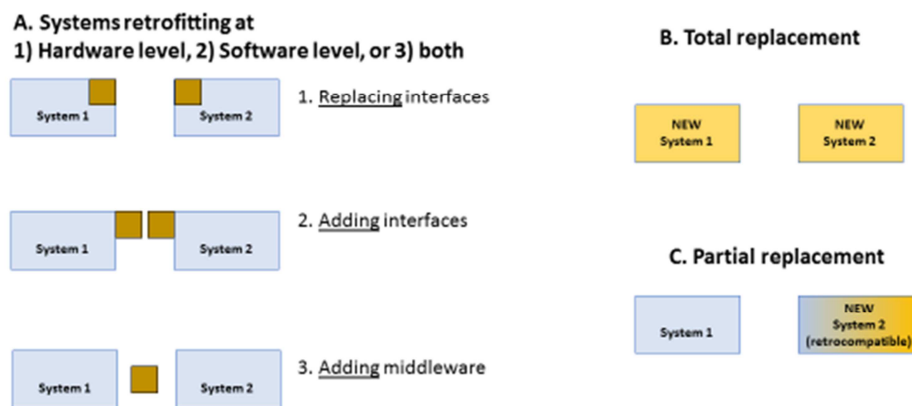 A. Systems retrofitting at
1) Hardware level, 2) Software level, or 3) both
System 1
System 2
1. Replacing interfaces
System 1
System 2
2. Adding interfaces
System 1
System 2
3. Adding middleware
B. Total replacement
NEW
System 1
NEW
System 2
C. Partial replacement
System 1
NEW
System 2
(retrocompatible)